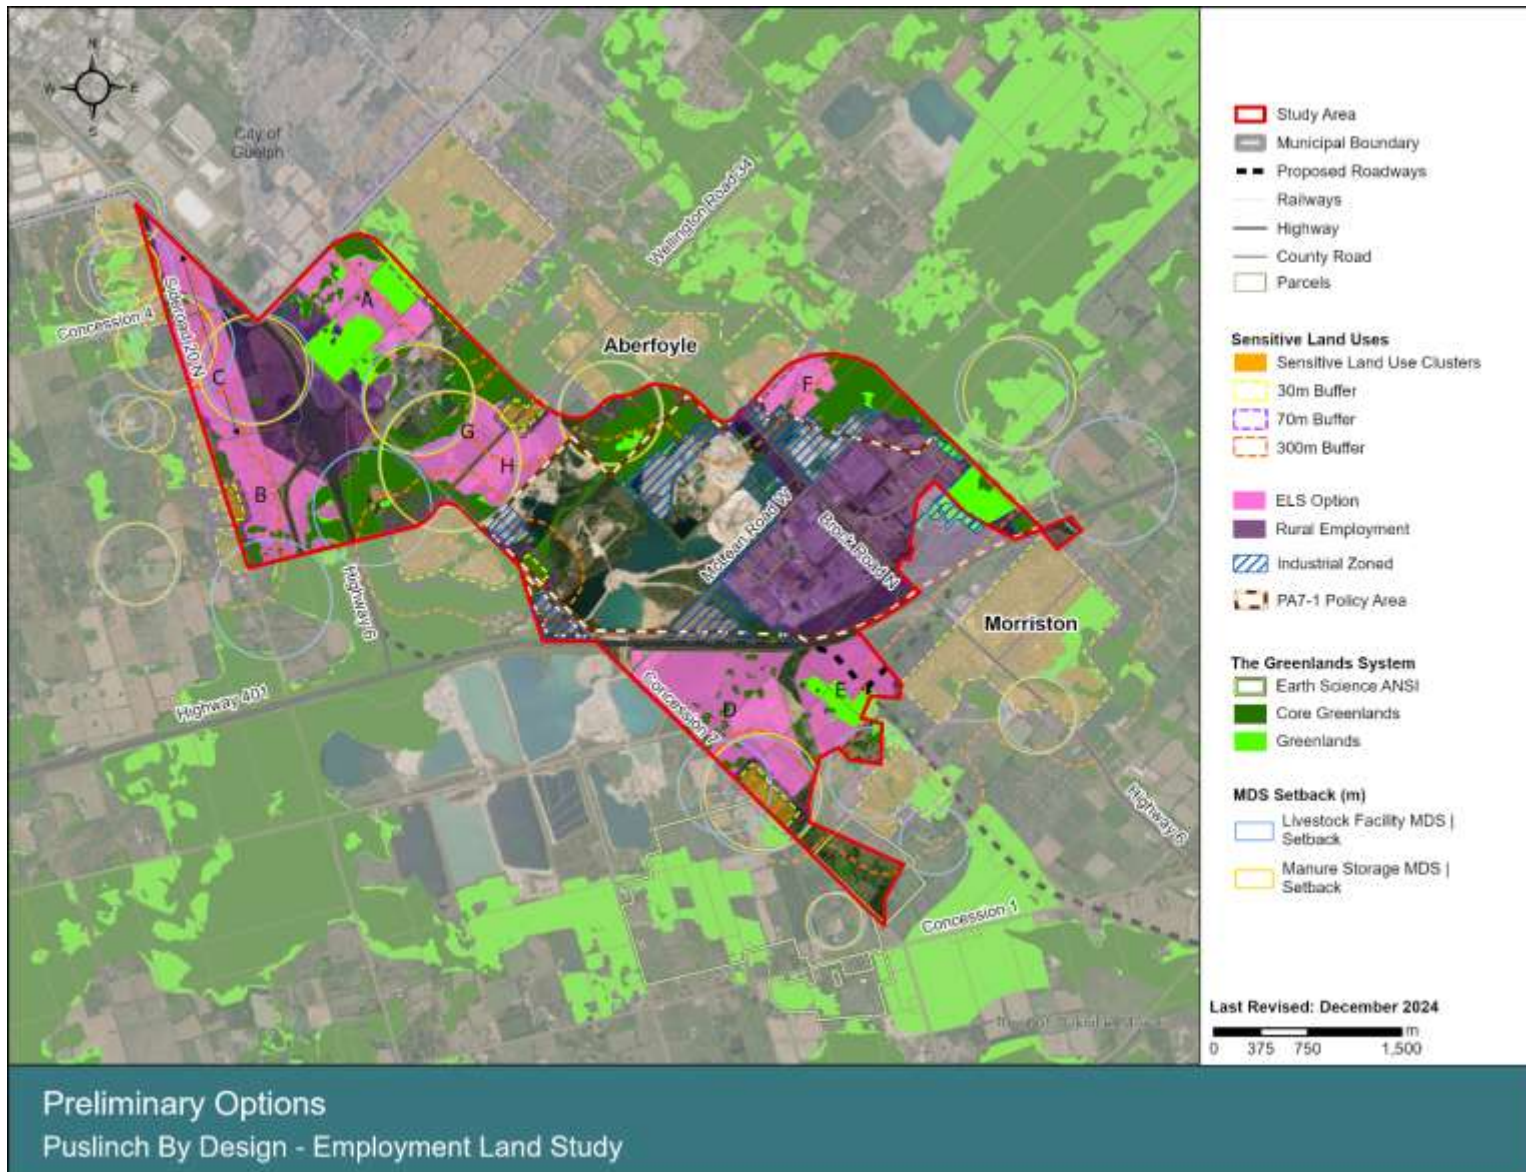 N
W
E
S
City of
Guelph
Wellington Road 34
Concession 4
Sideroad 20 N
A
C
Aberfoyle
F
G
H
B
McLean Road W
Brock Road N
Highway 6
Morriston
Highway 401
Concession 7
E
D
Highway 6
Concession 1
Study Area
Municipal Boundary
Proposed Roadways
Railways
Highway
County Road
Parcels
Sensitive Land Uses
Sensitive Land Use Clusters
30m Buffer
70m Buffer
300m Buffer
ELS Option
Rural Employment
Industrial Zoned
PA7-1 Policy Area
The Greenlands System
Earth Science ANSI
Core Greenlands
Greenlands
MDS Setback (m)
Livestock Facility MDS |
Setback
Manure Storage MDS |
Setback
Last Revised: December 2024
m
0 375 750 1,500
Preliminary Options
Puslinch By Design - Employment Land Study